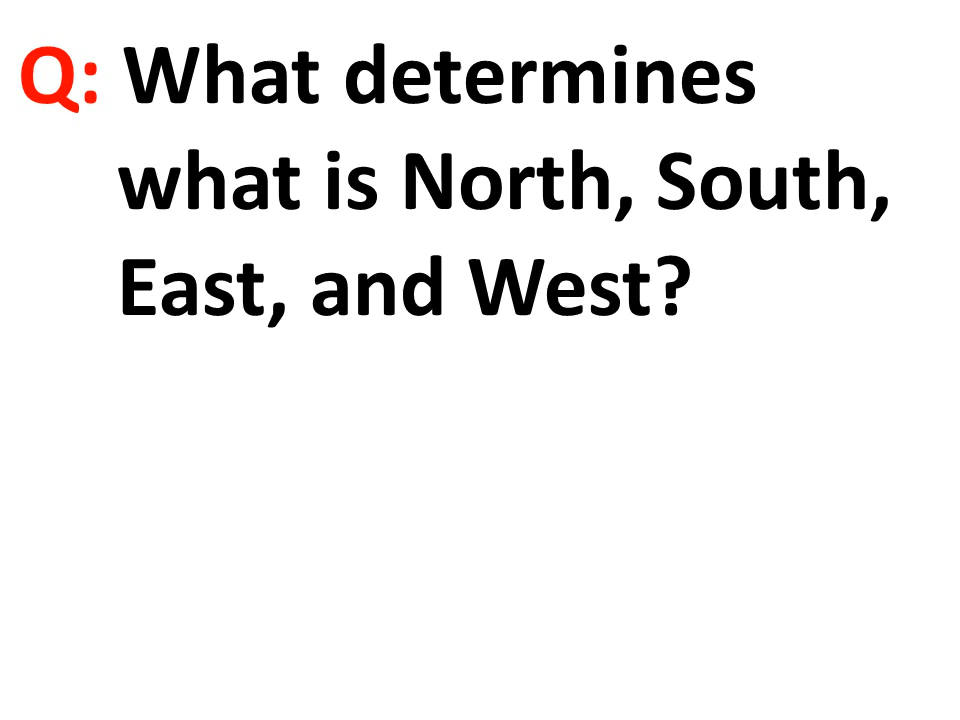 Q: What determines
what is North, South,
East, and West?